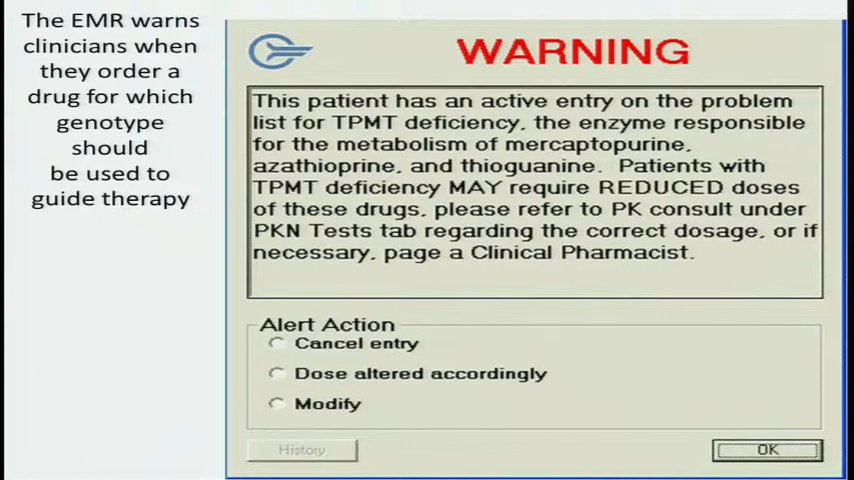 The EMR warns
clinicians when
they order a
drug for which
genotype
should
be used to
guide therapy
WARNING
This patient has an active entry on the problem
list for TPMT deficiency, the enzyme responsible
for the metabolism of mercaptopurine,
azathioprine, and thioguanine.  Patients with
TPMT deficiency MAY require REDUCED doses
of these drugs, please refer to PK consult under
PKN Tests tab regarding the correct dosage, or if
necessary, page a Clinical Pharmacist.
Alert Action
Cancel entry
Dose altered accordingly
Modify
History
OK